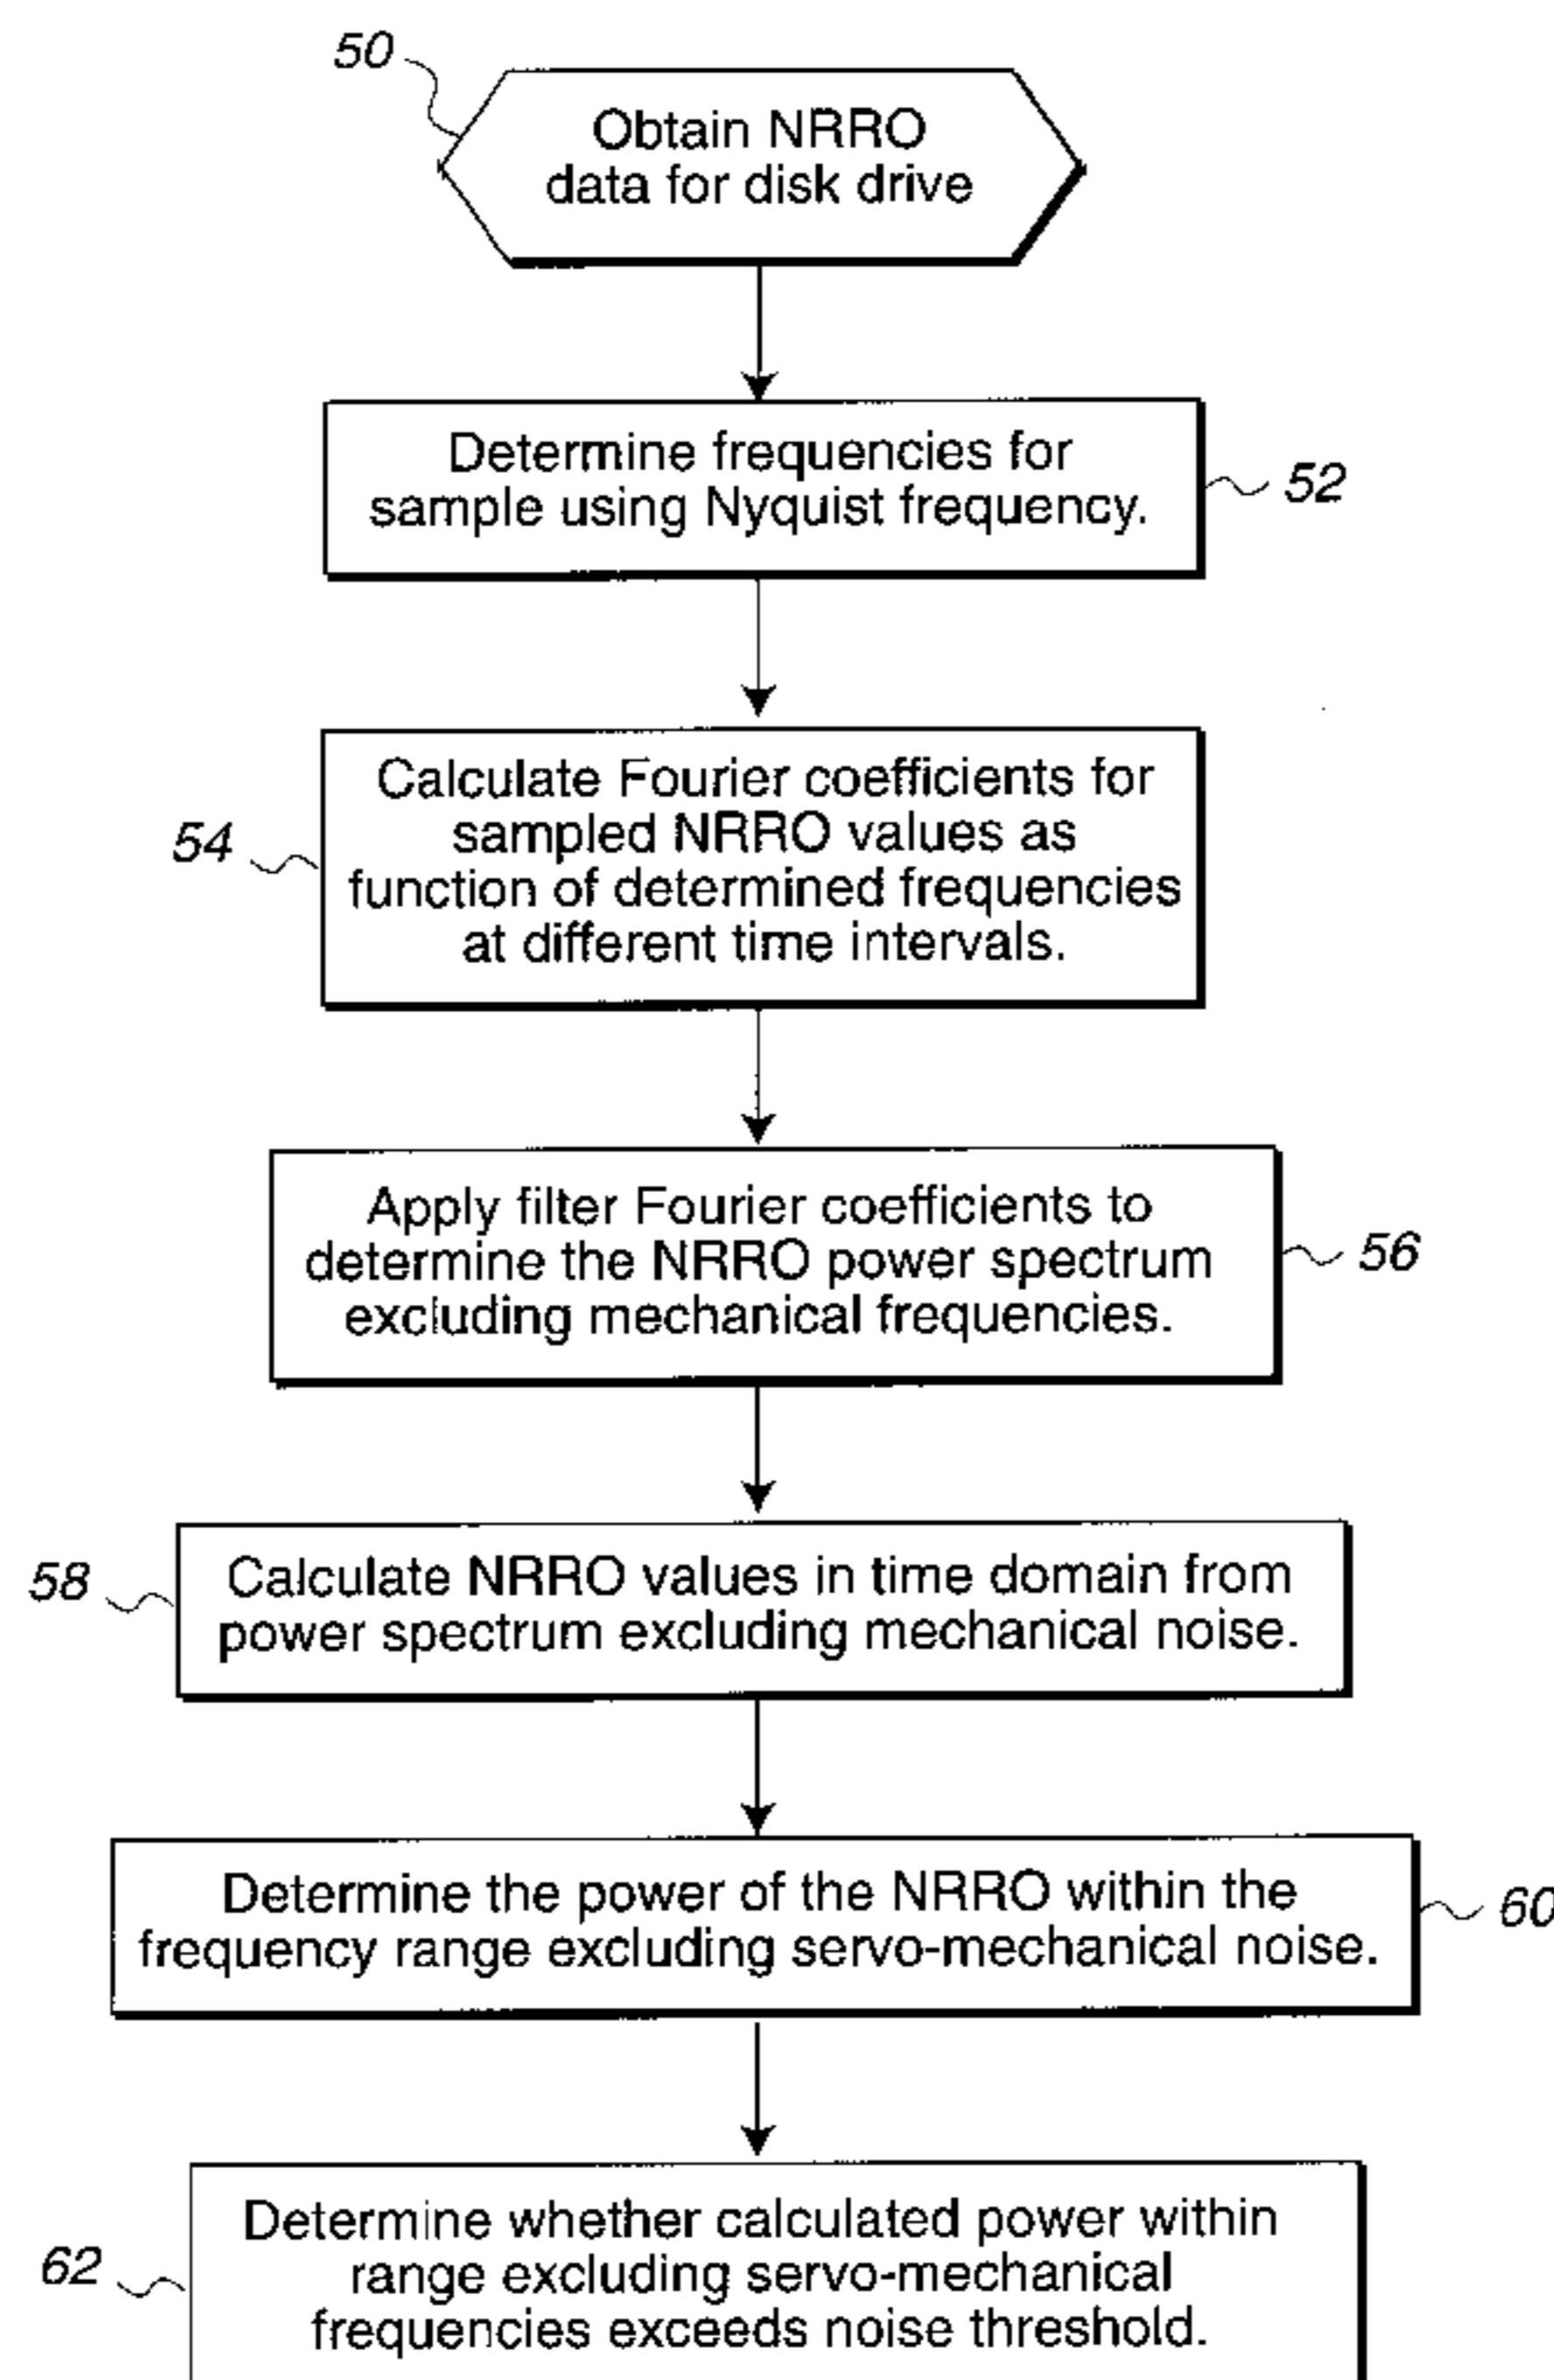 50
Obtain NRRO
data for disk drive
Determine frequencies for
sample using Nyquist frequency.
52
Calculate Fourier coefficients for
sampled NRRO values as
function of determined frequencies
at different time intervals.
54
Apply filter Fourier coefficients to
determine the NRRO power spectrum
excluding mechanical frequencies.
56
58
Calculate NRRO values in time domain from
power spectrum excluding mechanical noise.
Determine the power of the NRRO within the
frequency range excluding servo-mechanical noise.
60
Determine whether calculated power within
range excluding servo-mechanical
frequencies exceeds noise threshold.
62